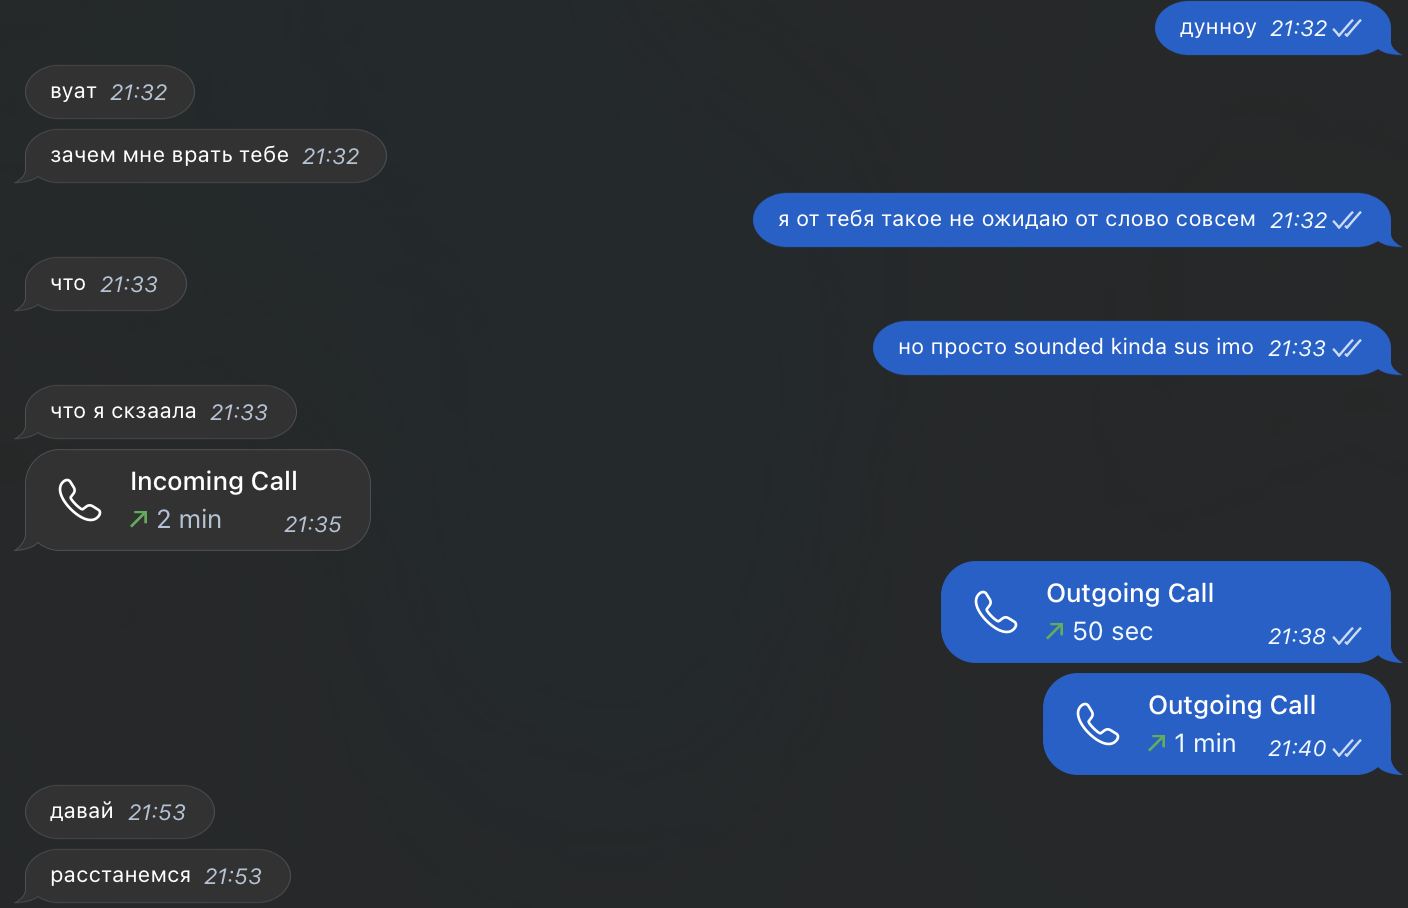 дунноу 21:32
вуат 21:32
зачем мне врать тебе 21:32
я от тебя такое не ожидаю от слово совсем 21:32
что 21:33
но просто sounded kinda sus imo 21:33
что я скзаала 21:33
Incoming Call
2 min 21:35
Outgoing Call
50 sec 21:38
Outgoing Call
1 min 21:40
давай 21:53
расстанемся 21:53